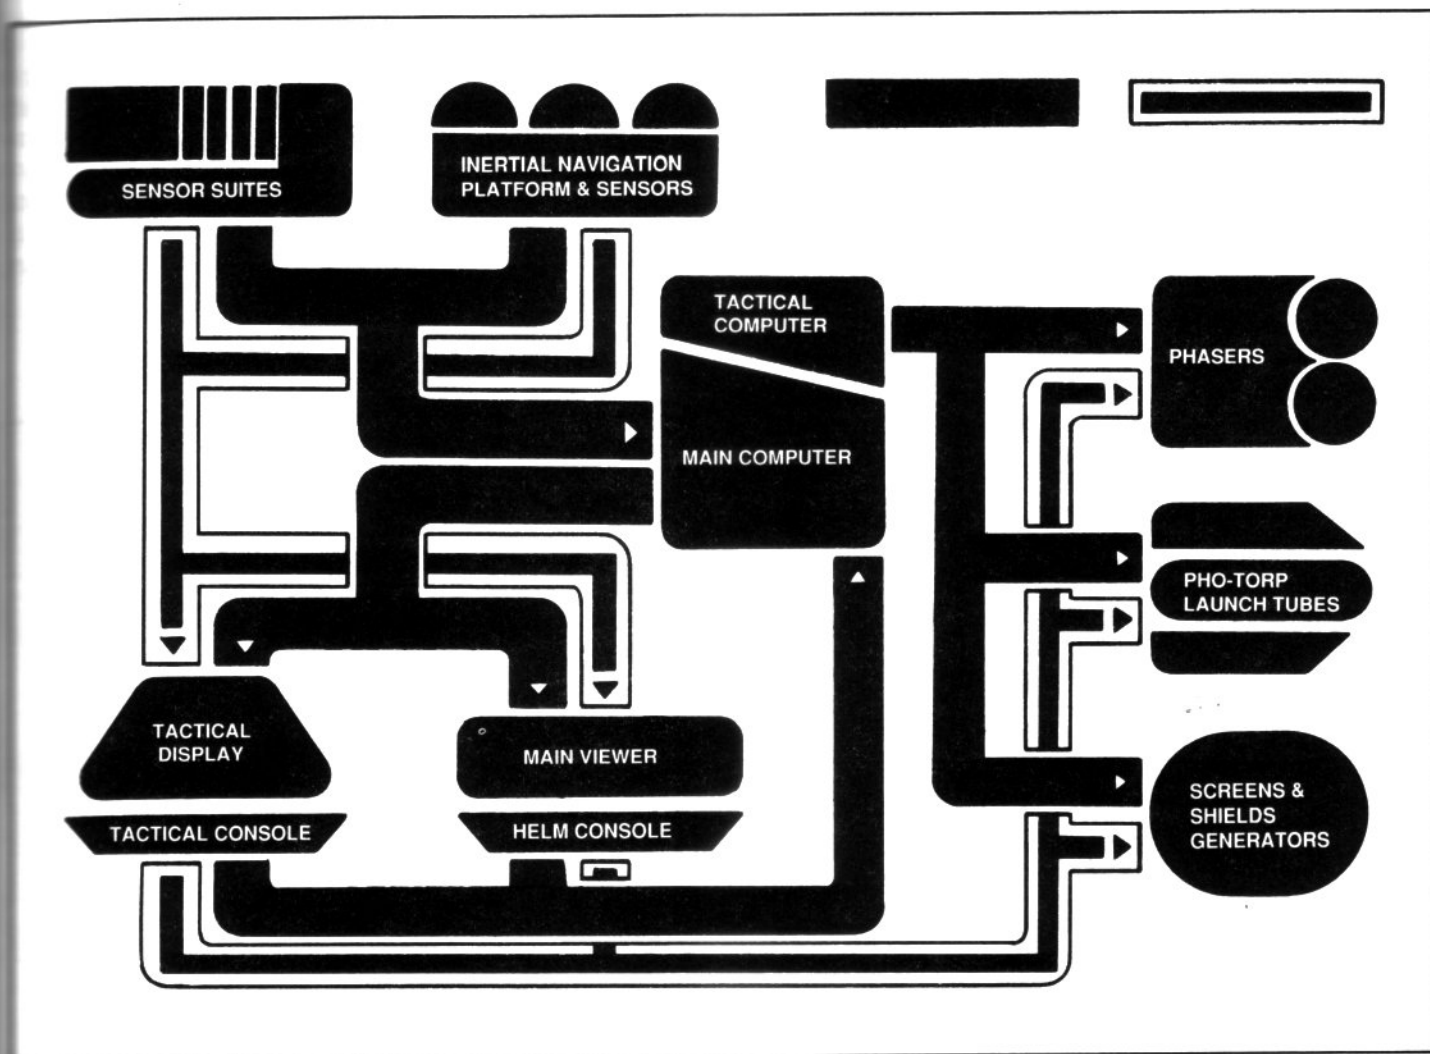 SENSOR SUITES
INERTIAL NAVIGATION
PLATFORM & SENSORS
TACTICAL
COMPUTER
MAIN COMPUTER
PHASERS
PHO-TORP
LAUNCH TUBES
TACTICAL
DISPLAY
MAIN VIEWER
SCREENS &
SHIELDS
GENERATORS
TACTICAL CONSOLE
HELM CONSOLE